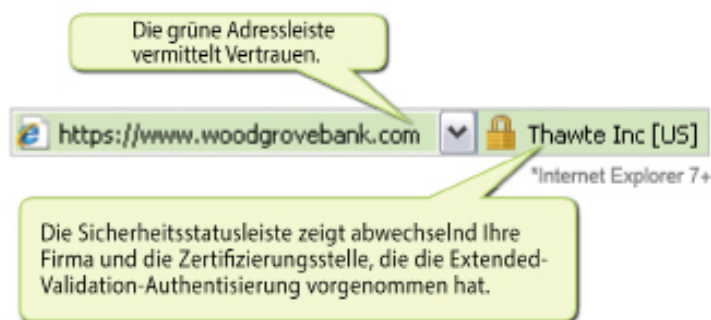 Die grüne Adressleiste
vermittelt Vertrauen.
https://www.woodgrovebank.com
Thawte Inc [US]
*Internet Explorer 7+
Die Sicherheitsstatusleiste zeigt abwechselnd Ihre
Firma und die Zertifizierungsstelle, die die Extended-
Validation-Authentisierung vorgenommen hat.